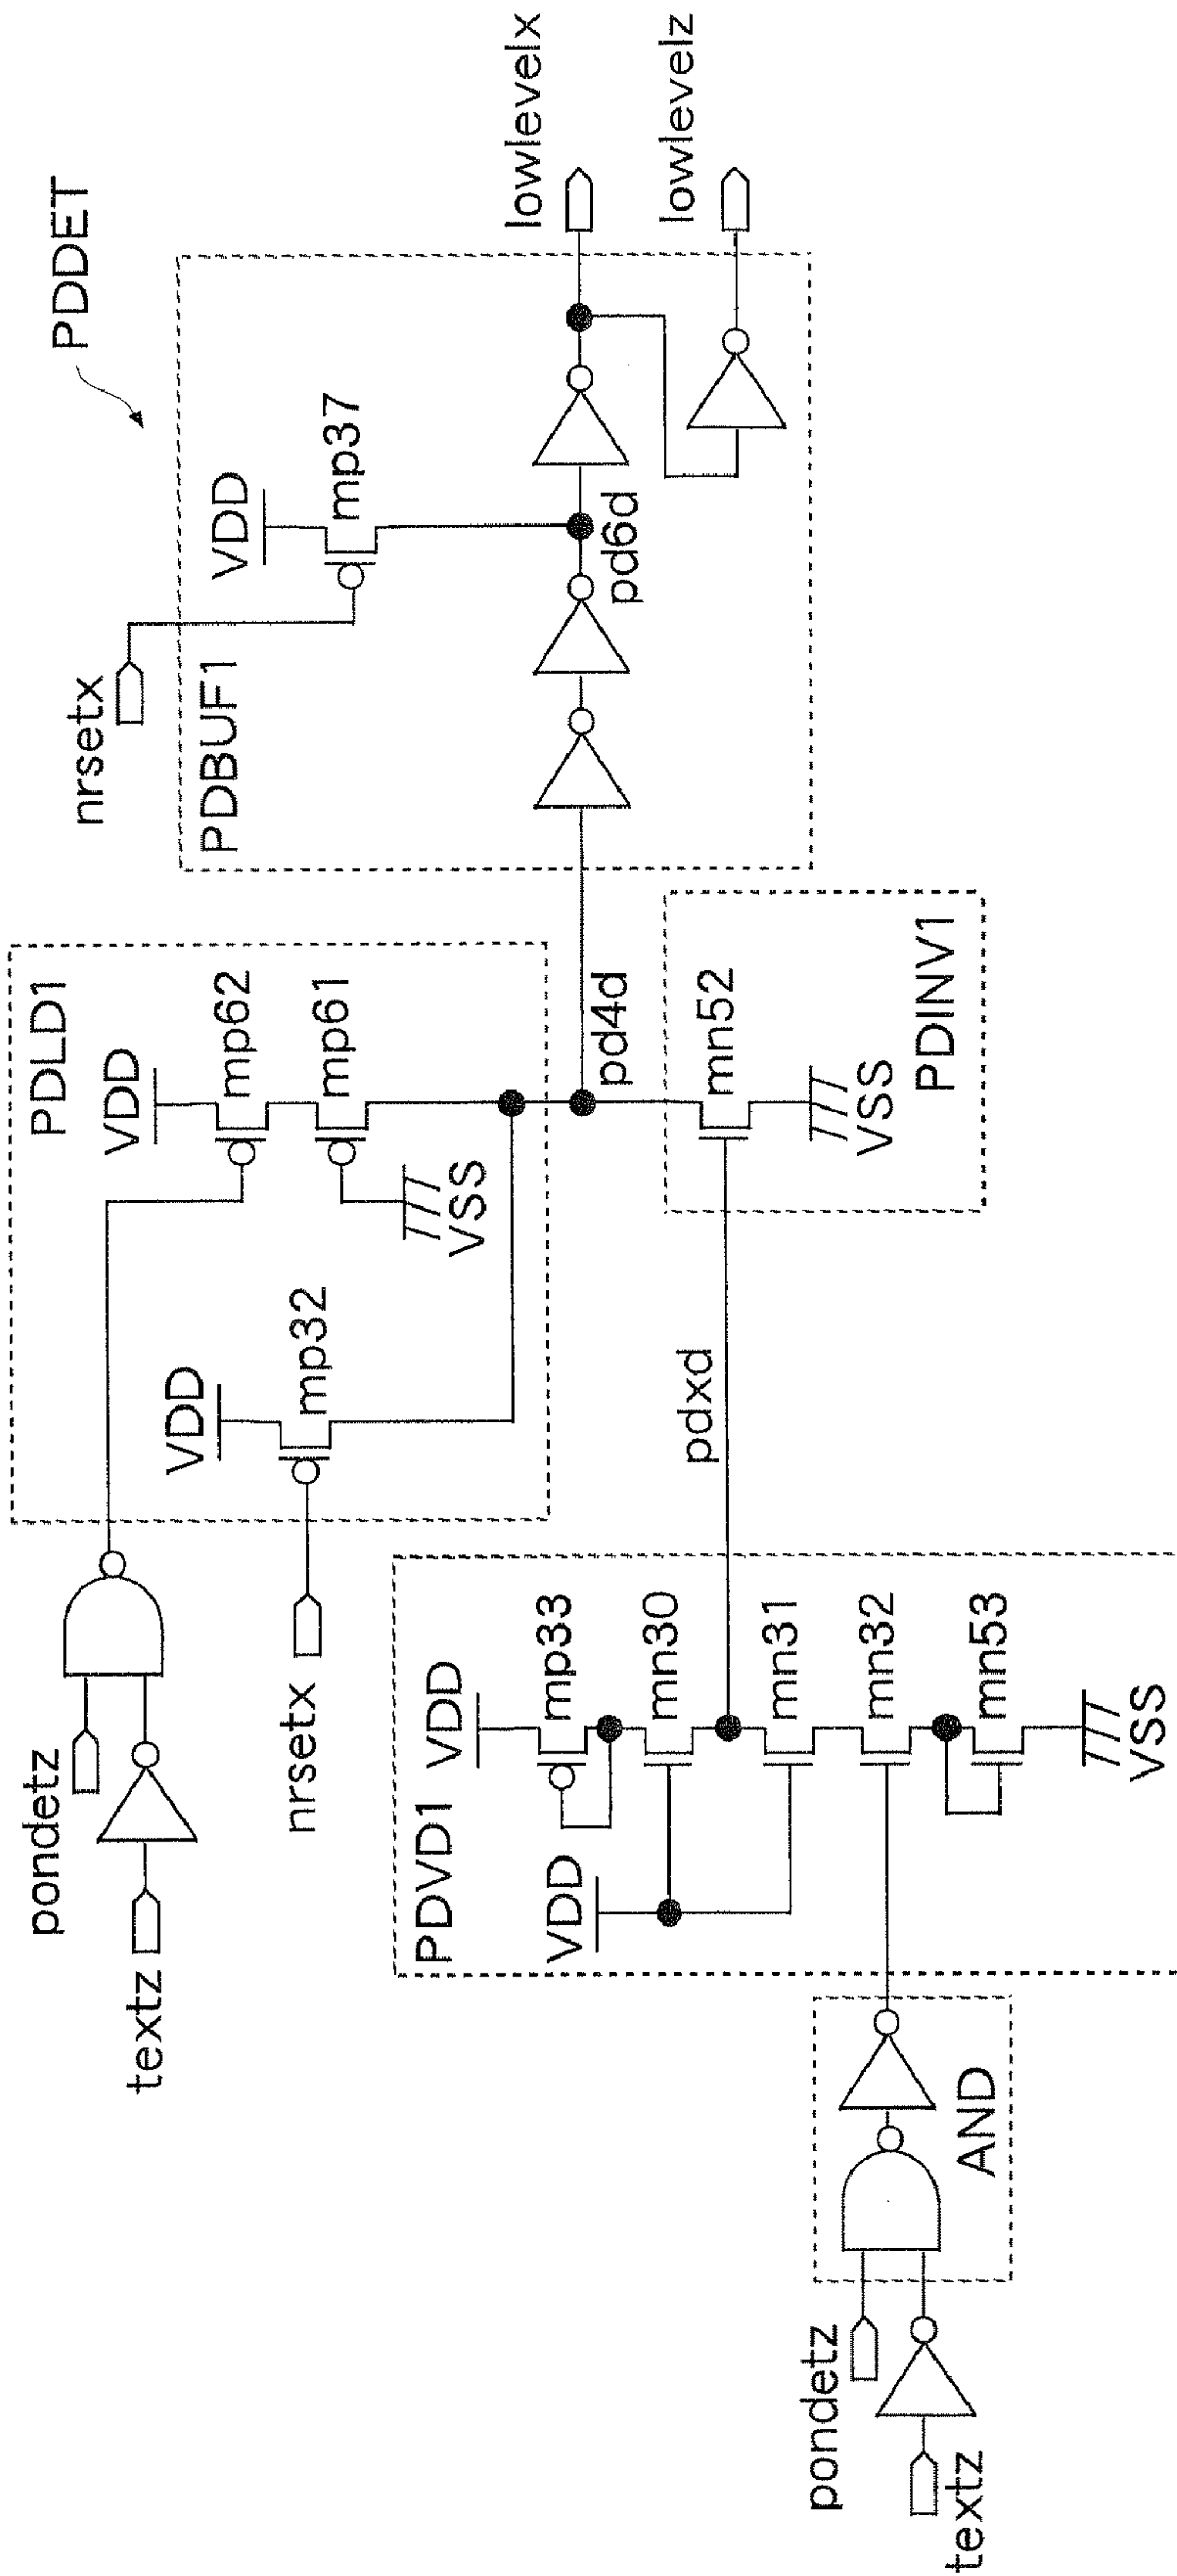 PDDET
nrsetx
PDBUF1
VDD
mp37
pd6d
lowlevelx
lowlevelz
PDLD1
VDD
mp62
mp61
VSS
VDD
mp32
pondetz
textz
nrsetx
pd4d
mn52
VSS
PDINV1
pdxd
PDVD1
VDD
mp33
VDD
mn30
mn31
mn32
mn53
VSS
AND
pondetz
textz